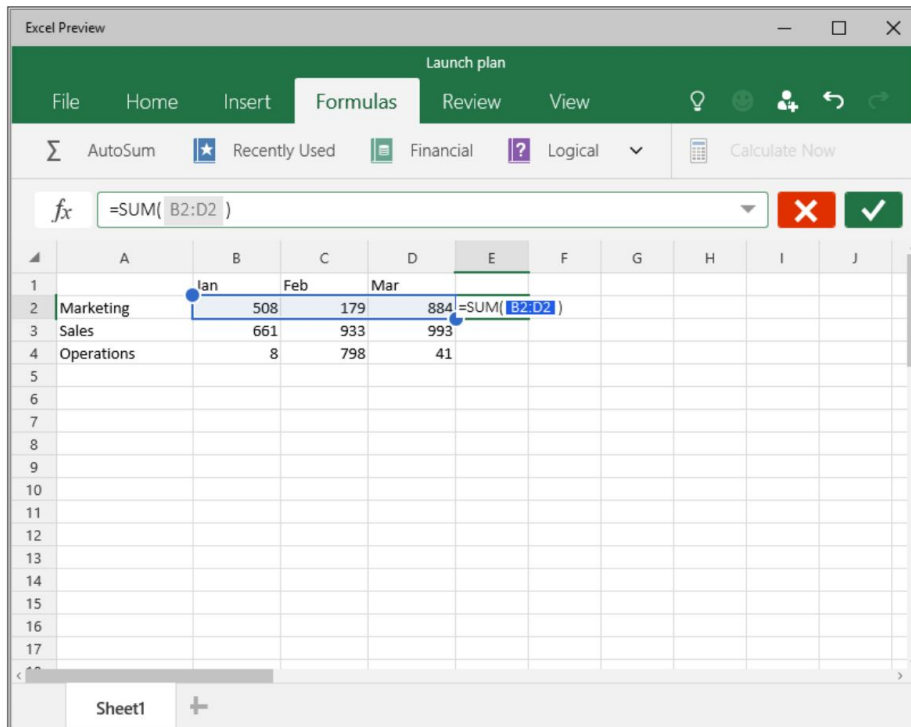 Excel Preview
Launch plan
File Home Insert Formulas Review View
Σ AutoSum Recently Used Financial ? Logical Calculate Now
fx =SUM( B2:D2 )
A B C D E F G H I J
1 Jan Feb Mar
2 Marketing 508 179 884 =SUM( B2:D2 )
3 Sales 661 933 993
4 Operations 8 798 41
5
6
7
8
9
10
11
12
13
14
15
16
17
Sheet1